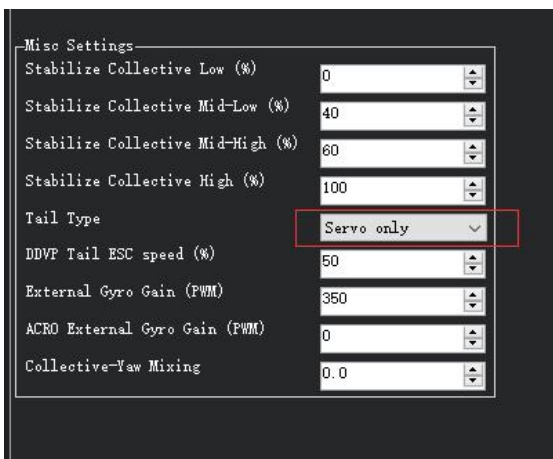 Misc Settings
Stabilize Collective Low (%) 0
Stabilize Collective Mid-Low (%) 40
Stabilize Collective Mid-High (%) 60
Stabilize Collective High (%) 100
Tail Type Servo only
DDVP Tail ESC speed (%) 50
External Gyro Gain (PWM) 350
ACRO External Gyro Gain (PWM) 0
Collective-Yaw Mixing 0.0